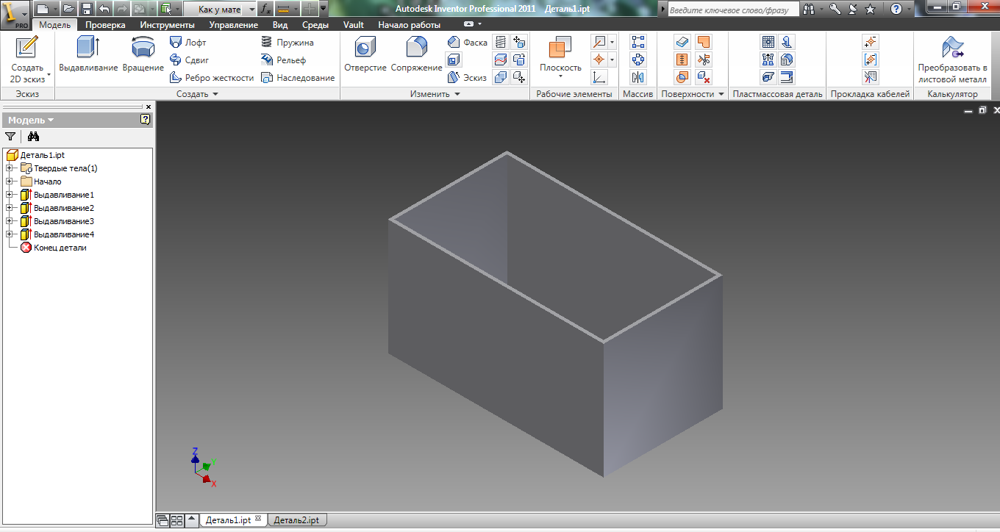 Autodesk Inventor Professional 2011 Деталь1.ipt
Как у мате
Введите ключевое слово/фразу
PRO
Модель Проверка Инструменты Управление Вид Среды Vault Начало работы
Создать 2D эскиз
Выдавливание
Вращение
Лофт
Сдвиг
Ребро жесткости
Пружина
Рельеф
Наследование
Отверстие
Сопряжение
Фаска
Эскиз
Плоскость
Преобразовать в листовой металл
Эскиз
Создать
Изменить
Рабочие элементы
Массив
Поверхности
Пластмассовая деталь
Прокладка кабелей
Калькулятор
Модель
Деталь1.ipt
Твердые тела(1)
Начало
Выдавливание1
Выдавливание2
Выдавливание3
Выдавливание4
Конец детали
Z
Y
X
Деталь1.ipt
Деталь2.ipt